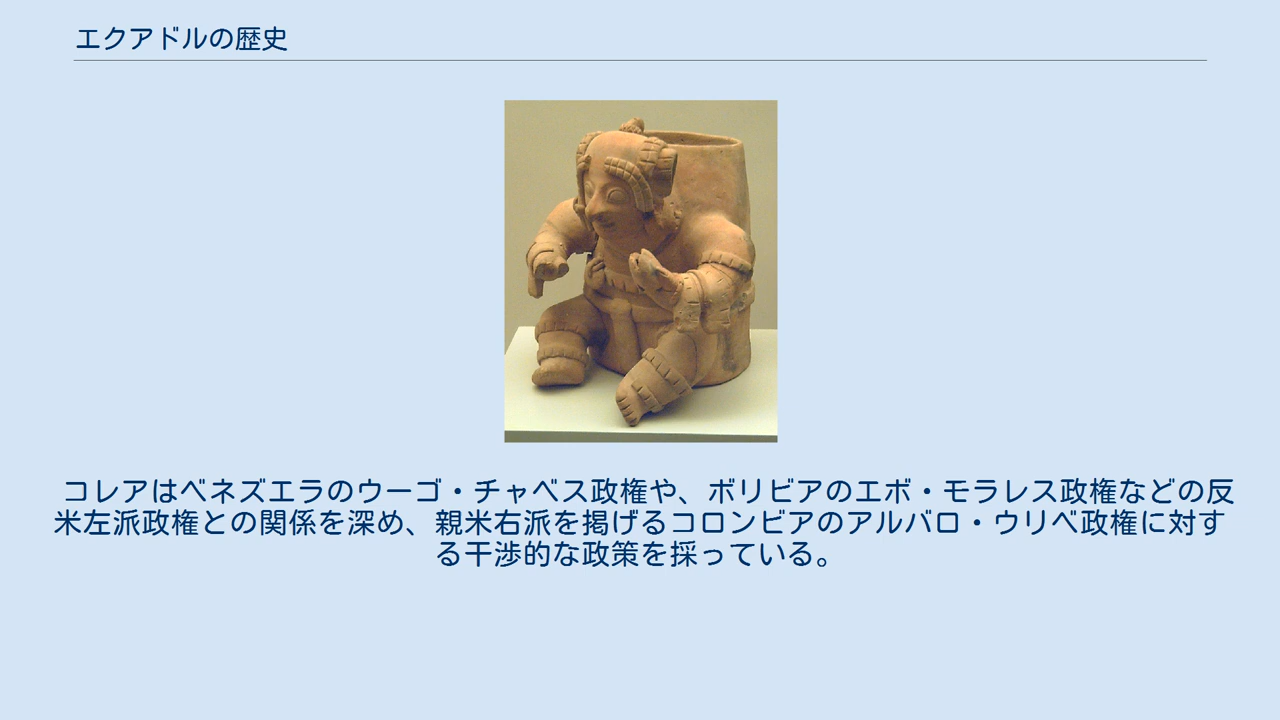 エクアドルの歴史
コレアはベネズエラのウーゴ・チャベス政権や、ボリビアのエボ・モラレス政権などの反
米左派政権との関係を深め、親米右派を掲げるコロンビアのアルバロ・ウリベ政権に対す
る干渉的な政策を採っている。